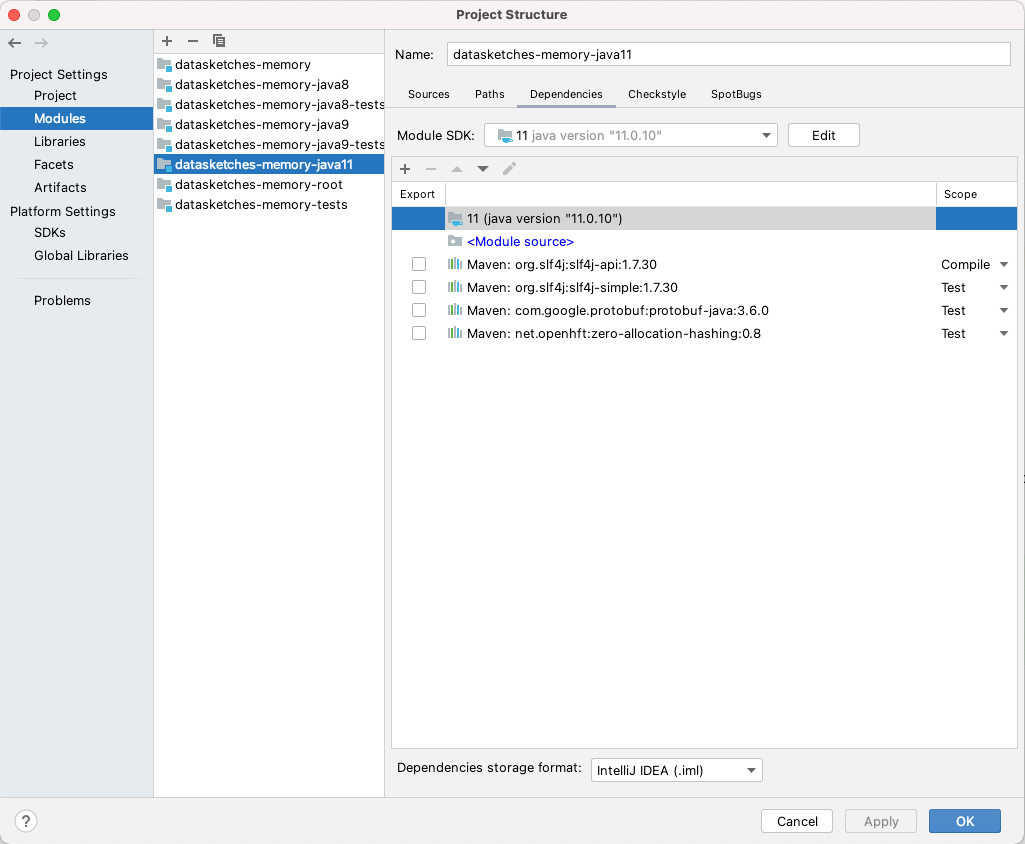 Project Structure
Project Settings
Project
Modules
Libraries
Facets
Artifacts
Platform Settings
SDKs
Global Libraries
Problems
datasketches-memory
datasketches-memory-java8
datasketches-memory-java8-tests
datasketches-memory-java9
datasketches-memory-java9-tests
datasketches-memory-java11
datasketches-memory-root
datasketches-memory-tests
Name: datasketches-memory-java11
Sources Paths Dependencies Checkstyle SpotBugs
Module SDK: 11 java version "11.0.10" Edit
Export Scope
11 (java version "11.0.10")
<Module source>
Maven: org.slf4j:slf4j-api:1.7.30 Compile
Maven: org.slf4j:slf4j-simple:1.7.30 Test
Maven: com.google.protobuf:protobuf-java:3.6.0 Test
Maven: net.openhft:zero-allocation-hashing:0.8 Test
Dependencies storage format: IntelliJ IDEA (.iml)
? Cancel Apply OK